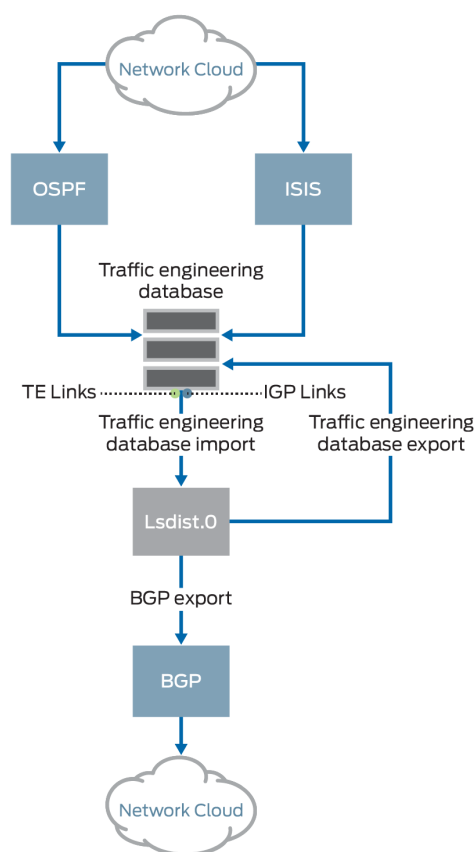 Network Cloud
OSPF
ISIS
Traffic engineering
database
TE Links
IGP Links
Traffic engineering
database import
Traffic engineering
database export
Lsdist.0
BGP export
BGP
Network Cloud